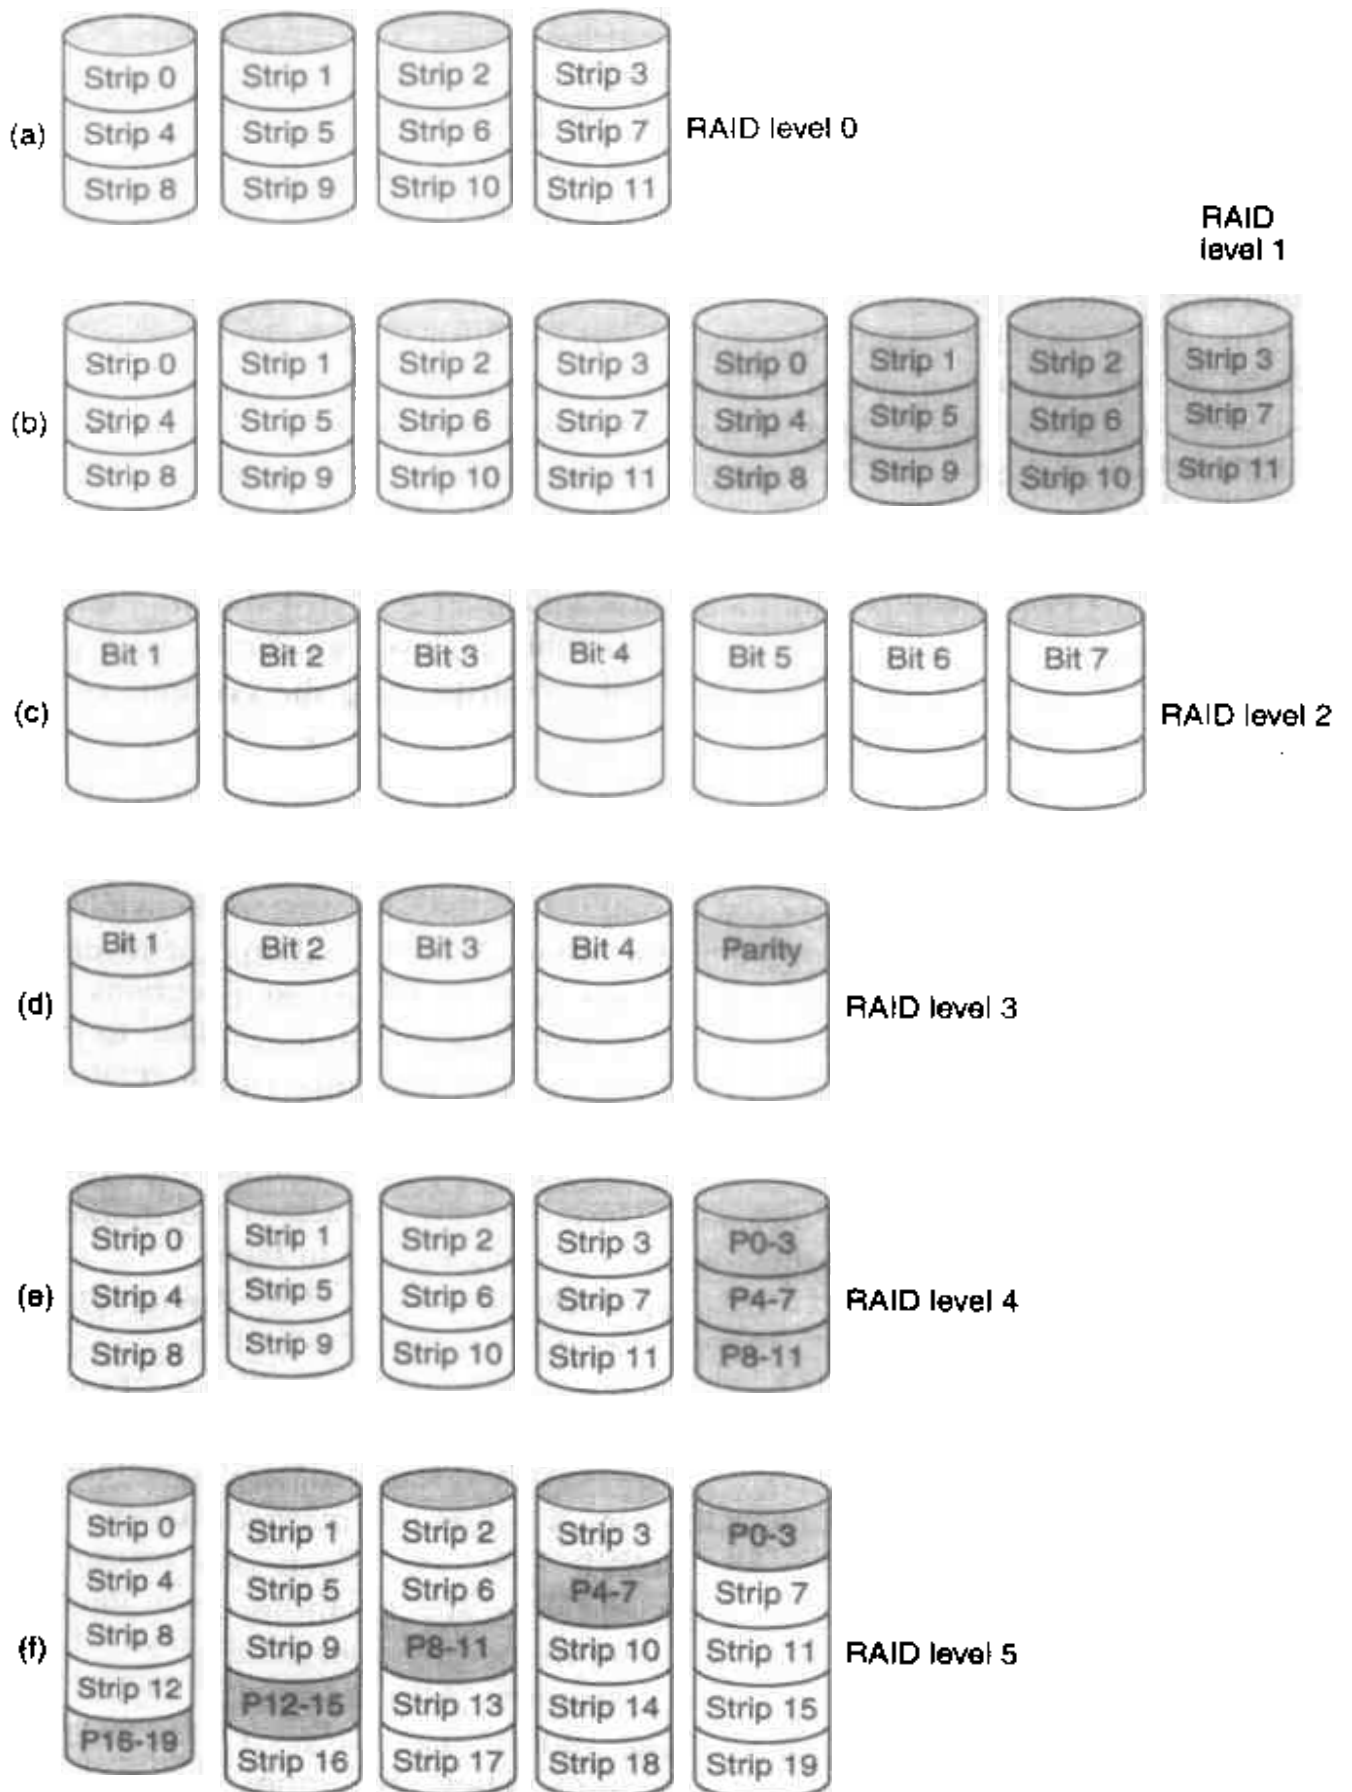 Strip 0 Strip 1 Strip 2 Strip 3
(a) Strip 4 Strip 5 Strip 6 Strip 7 RAID level 0
Strip 8 Strip 9 Strip 10 Strip 11
RAID
level 1
Strip 0 Strip 1 Strip 2 Strip 3 Strip 0 Strip 1 Strip 2 Strip 3
(b) Strip 4 Strip 5 Strip 6 Strip 7 Strip 4 Strip 5 Strip 6 Strip 7
Strip 8 Strip 9 Strip 10 Strip 11 Strip 8 Strip 9 Strip 10 Strip 11
Bit 1 Bit 2 Bit 3 Bit 4 Bit 5 Bit 6 Bit 7
(c) RAID level 2
Bit 1 Bit 2 Bit 3 Bit 4 Parity
(d) RAID level 3
Strip 0 Strip 1 Strip 2 Strip 3 P0-3
(e) Strip 4 Strip 5 Strip 6 Strip 7 P4-7 RAID level 4
Strip 8 Strip 9 Strip 10 Strip 11 P8-11
Strip 0 Strip 1 Strip 2 Strip 3 P0-3
Strip 4 Strip 5 Strip 6 P4-7 Strip 7
(f) Strip 8 Strip 9 P8-11 Strip 10 Strip 11 RAID level 5
Strip 12 P12-15 Strip 13 Strip 14 Strip 15
P16-19 Strip 16 Strip 17 Strip 18 Strip 19